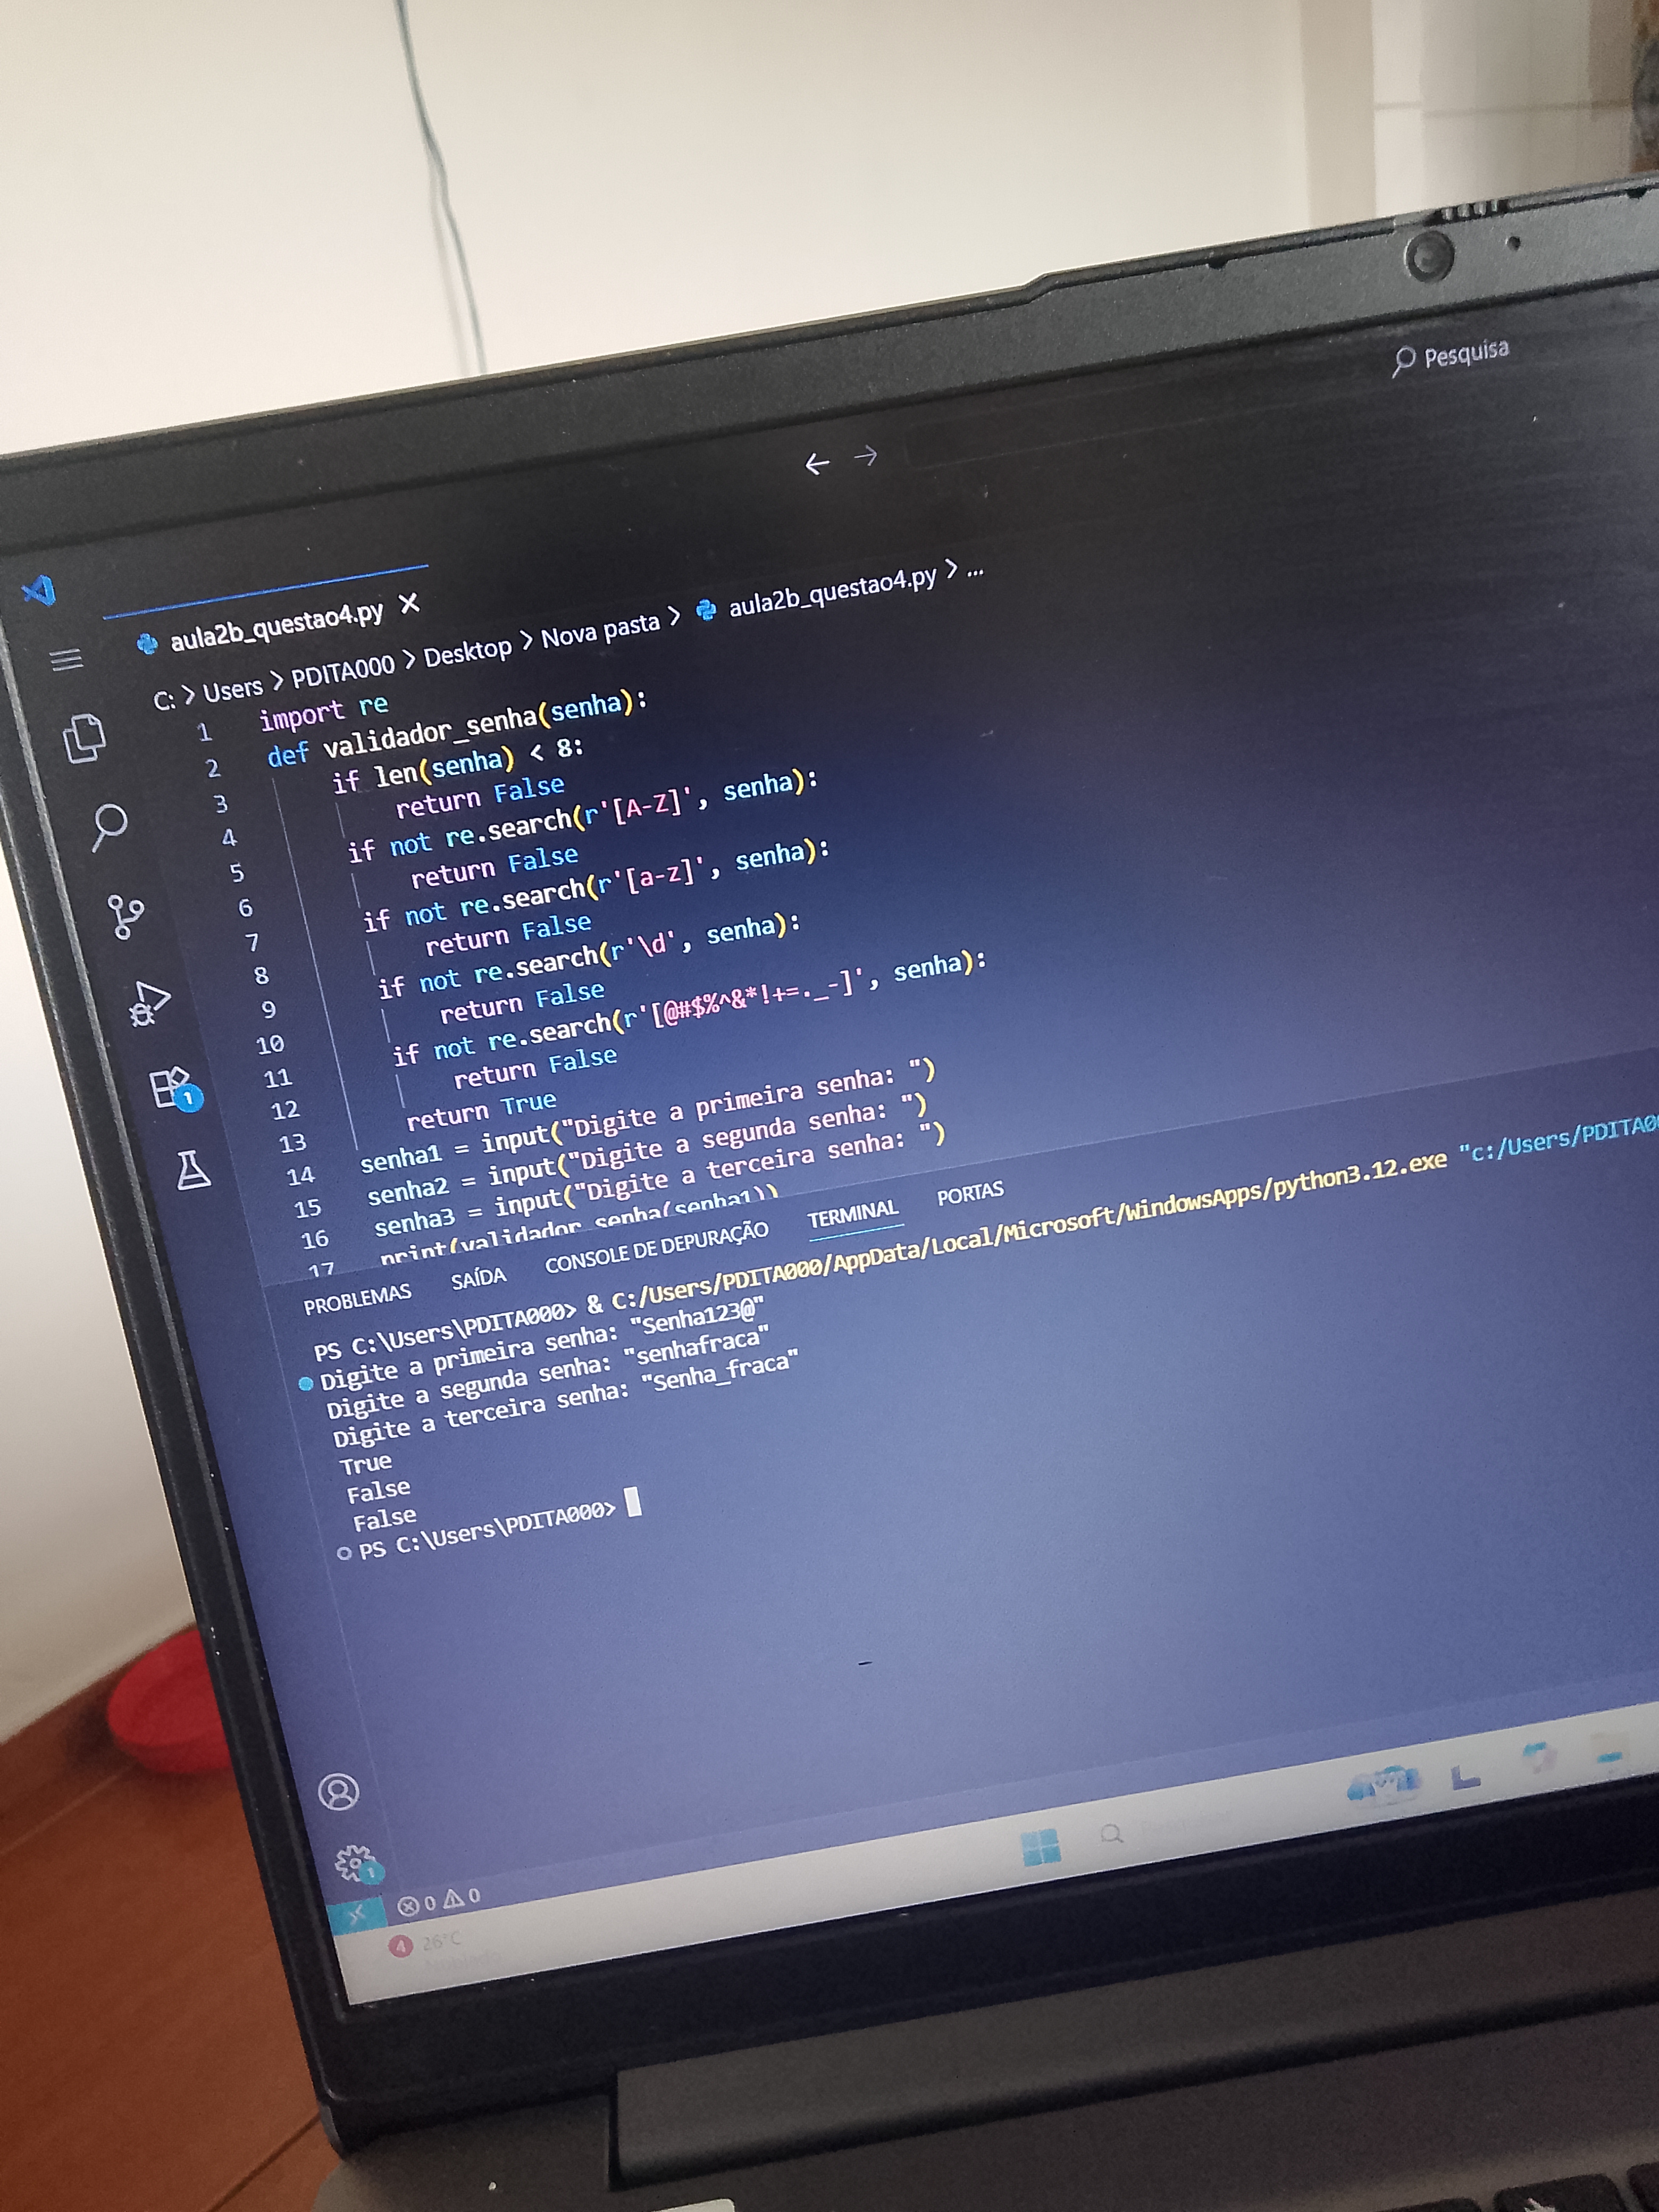 Pesquisa
aula2b_questao4.py
C: > Users > PDITA000 > Desktop > Nova pasta > aula2b_questao4.py > ...
1 import re
2 def validador_senha(senha):
3 if len(senha) < 8:
4 return False
5 if not re.search(r'[A-Z]', senha):
6 return False
7 if not re.search(r'[a-z]', senha):
8 return False
9 if not re.search(r'\d', senha):
10 return False
11 if not re.search(r'[@#$%^&*!+=._-]', senha):
12 return False
13 return True
14 senha1 = input("Digite a primeira senha: ")
15 senha2 = input("Digite a segunda senha: ")
16 senha3 = input("Digite a terceira senha: ")
17 print(validador_senha(senha1))
PROBLEMAS SAÍDA CONSOLE DE DEPURAÇÃO TERMINAL PORTAS
PS C:\Users\PDITA000> & C:/Users/PDITA000/AppData/Local/Microsoft/WindowsApps/python3.12.exe "c:/Users/PDITA0
Digite a primeira senha: "Senha123@"
Digite a segunda senha: "senhafraca"
Digite a terceira senha: "Senha_fraca"
True
False
False
PS C:\Users\PDITA000>
1
1
0 0
4 26°C